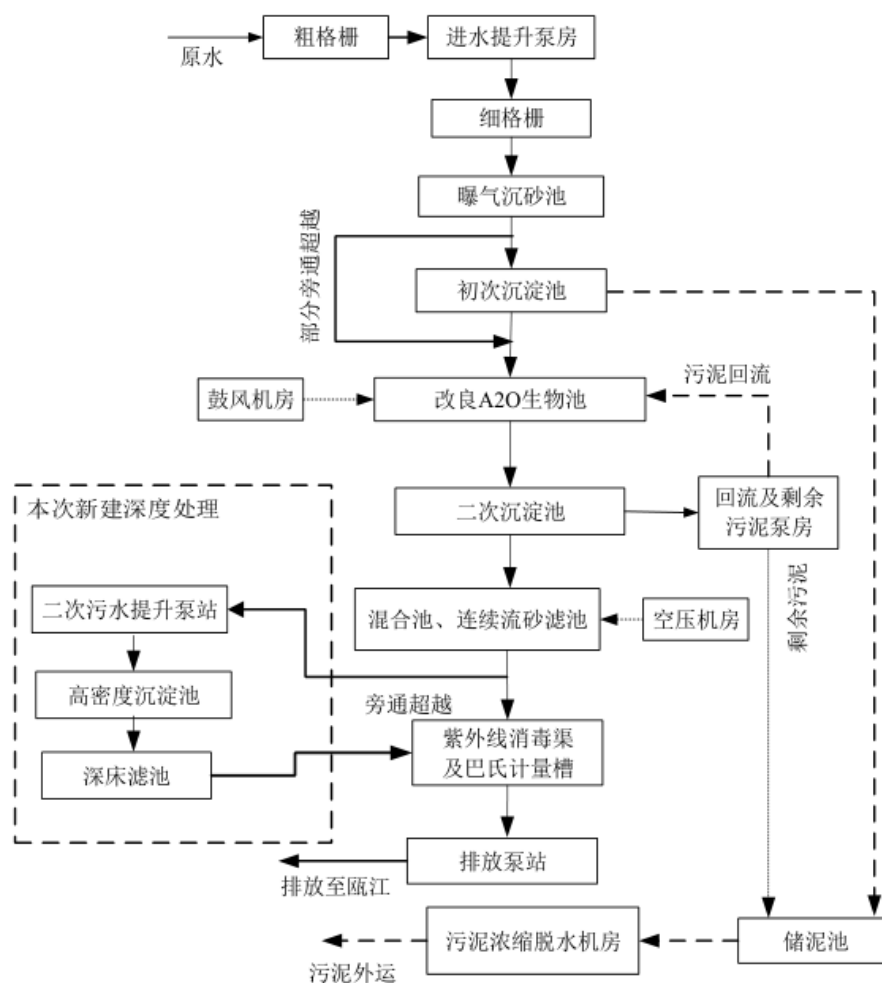 原水
粗格栅
进水提升泵房
细格栅
曝气沉砂池
部分旁通超越
初次沉淀池
污泥回流
鼓风机房
改良A2O生物池
本次新建深度处理
二次沉淀池
回流及剩余
污泥泵房
二次污水提升泵站
混合池、连续流砂滤池
空压机房
剩余污泥
高密度沉淀池
旁通超越
深床滤池
紫外线消毒渠
及巴氏计量槽
排放泵站
排放至瓯江
污泥浓缩脱水机房
储泥池
污泥外运